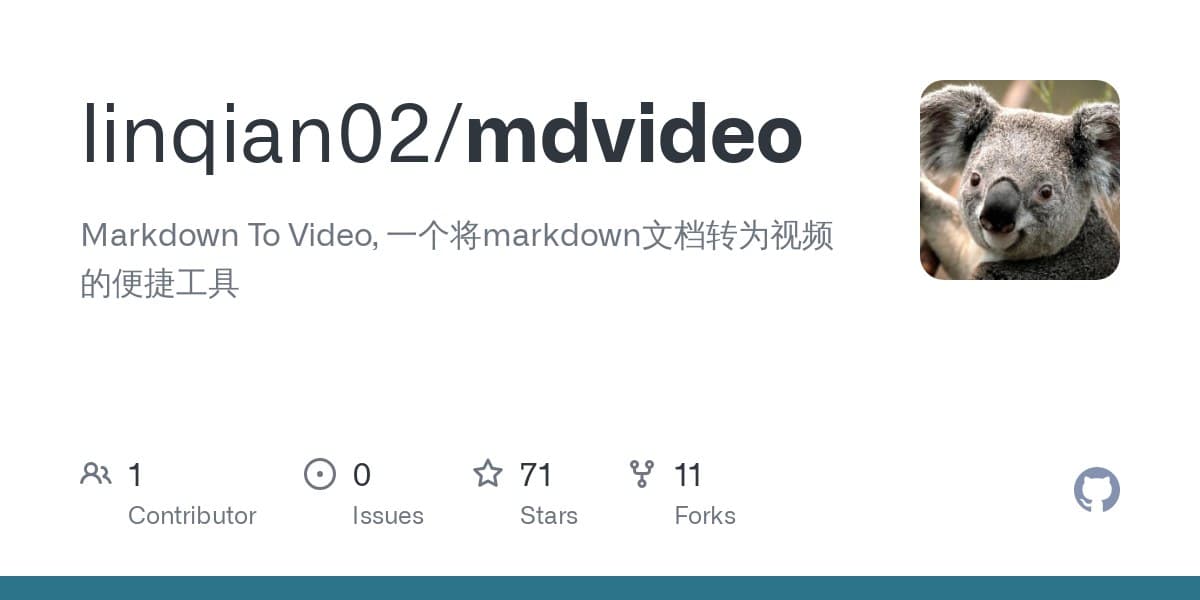 linqian02/mdvideo
Markdown To Video, 一个将markdown文档转为视频
的便捷工具
1
Contributor
0
Issues
71
Stars
11
Forks